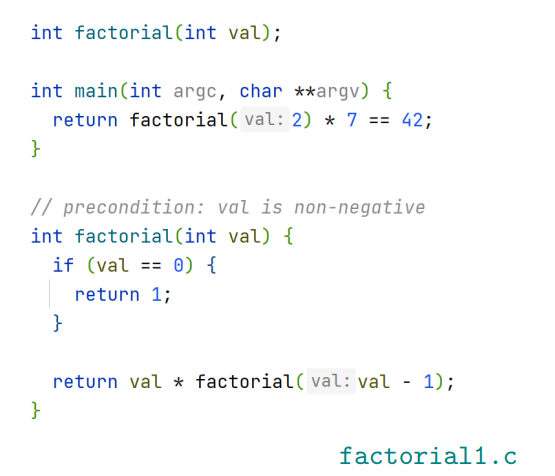 int factorial(int val);
int main(int argc, char **argv) {
return factorial( val: 2) * 7 == 42;
}
// precondition: val is non-negative
int factorial(int val) {
if (val == 0) {
return 1;
}
return val * factorial( val: val - 1);
}
factorial1.c